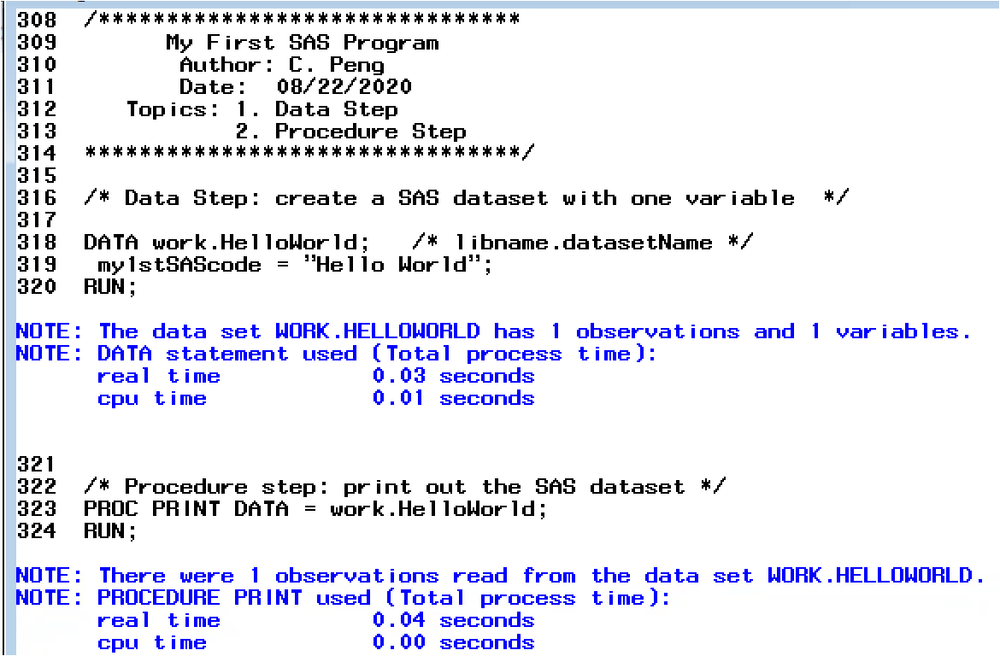 308  /*******************************
309        My First SAS Program
310         Author: C. Peng
311         Date:  08/22/2020
312     Topics: 1. Data Step
313             2. Procedure Step
314  ********************************/
315
316  /* Data Step: create a SAS dataset with one variable  */
317
318  DATA work.HelloWorld;   /* libname.datasetName */
319   my1stSAScode = "Hello World";
320  RUN;
NOTE: The data set WORK.HELLOWORLD has 1 observations and 1 variables.
NOTE: DATA statement used (Total process time):
      real time           0.03 seconds
      cpu time            0.01 seconds
321
322  /* Procedure step: print out the SAS dataset */
323  PROC PRINT DATA = work.HelloWorld;
324  RUN;
NOTE: There were 1 observations read from the data set WORK.HELLOWORLD.
NOTE: PROCEDURE PRINT used (Total process time):
      real time           0.04 seconds
      cpu time            0.00 seconds